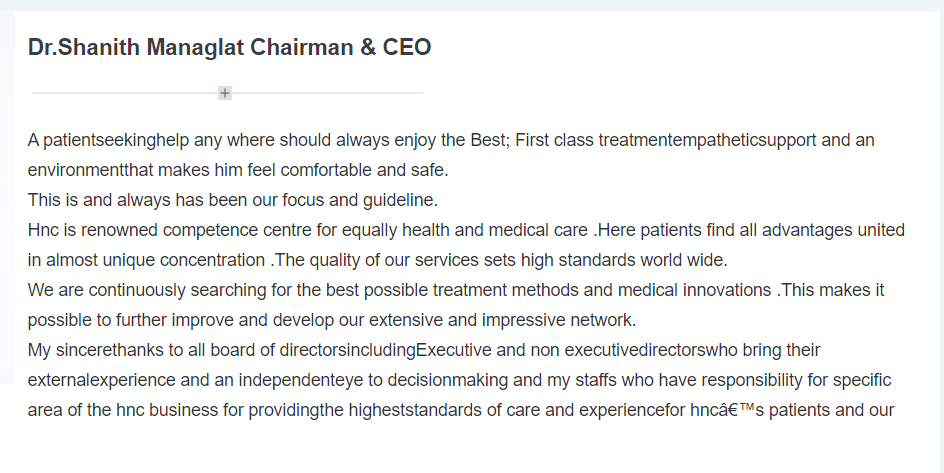 Dr.Shanith Managlat Chairman & CEO
A patientseekinghelp any where should always enjoy the Best; First class treatmentempatheticsupport and an
environmentthat makes him feel comfortable and safe.
This is and always has been our focus and guideline.
Hnc is renowned competence centre for equally health and medical care .Here patients find all advantages united
in almost unique concentration .The quality of our services sets high standards world wide.
We are continuously searching for the best possible treatment methods and medical innovations .This makes it
possible to further improve and develop our extensive and impressive network.
My sincerethanks to all board of directorsincludingExecutive and non executivedirectorswho bring their
externalexperience and an independenteye to decisionmaking and my staffs who have responsibility for specific
area of the hnc business for providingthe higheststandards of care and experiencefor hncâ€™s patients and our